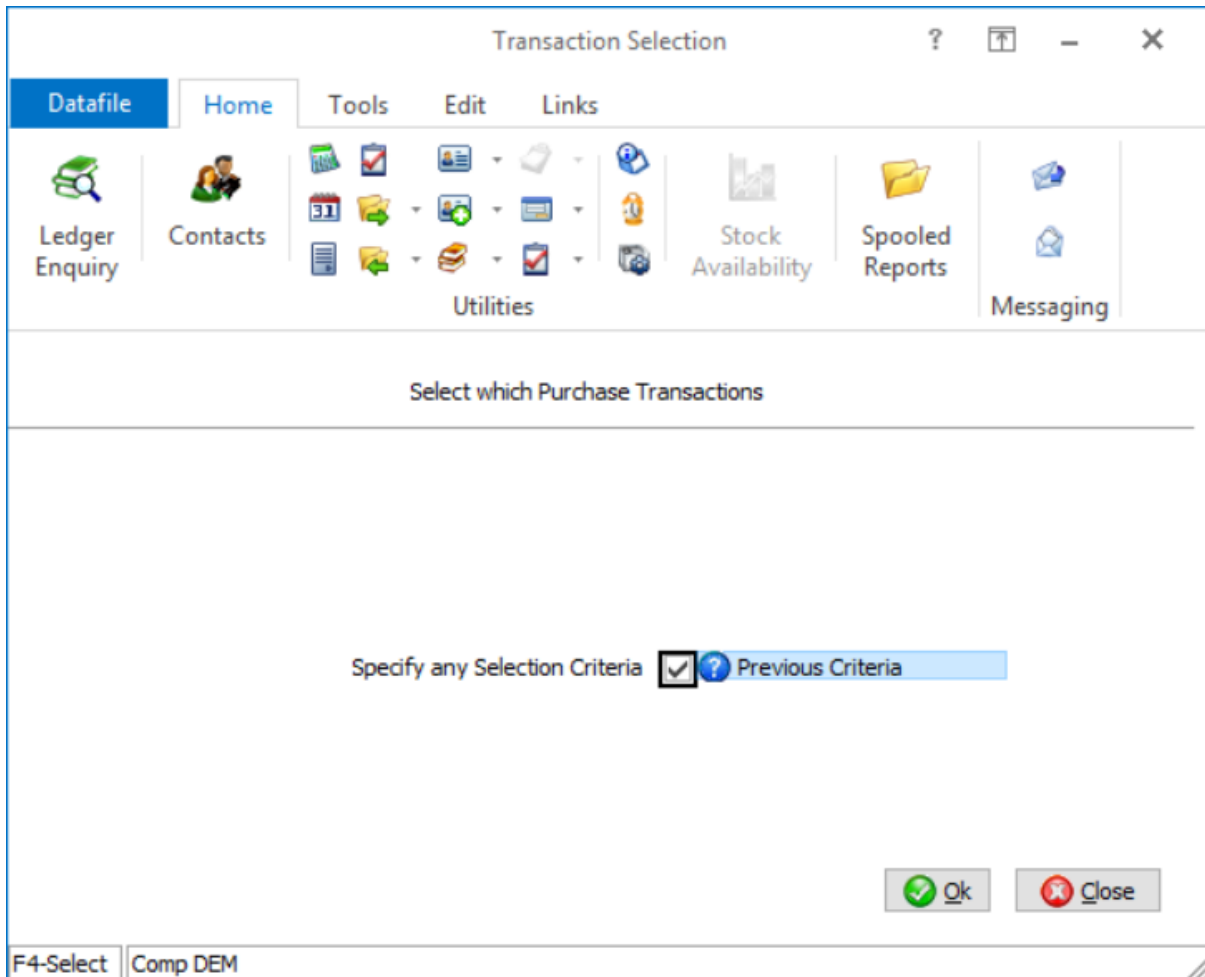 Transaction Selection
Datafile Home Tools Edit Links
Ledger Enquiry
Contacts
31
Stock Availability
Spooled Reports
Utilities
Messaging
Select which Purchase Transactions
Specify any Selection Criteria ? Previous Criteria
Ok Close
F4-Select Comp DEM